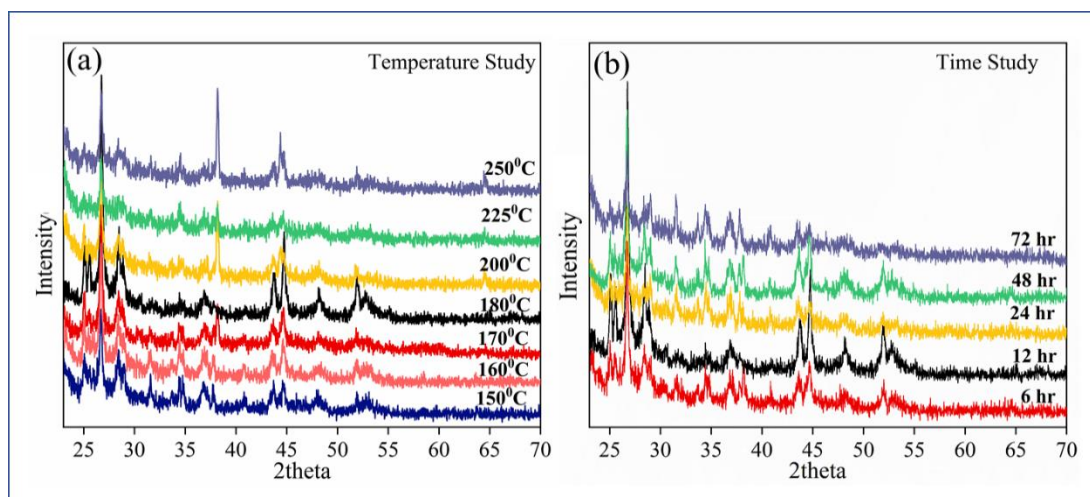 (a)
Temperature Study
250⁰C
225⁰C
200⁰C
180⁰C
170⁰C
160⁰C
150⁰C
Intensity
25 30 35 40 45 50 55 60 65 70
2theta
(b)
Time Study
72 hr
48 hr
24 hr
12 hr
6 hr
Intensity
25 30 35 40 45 50 55 60 65 70
2theta